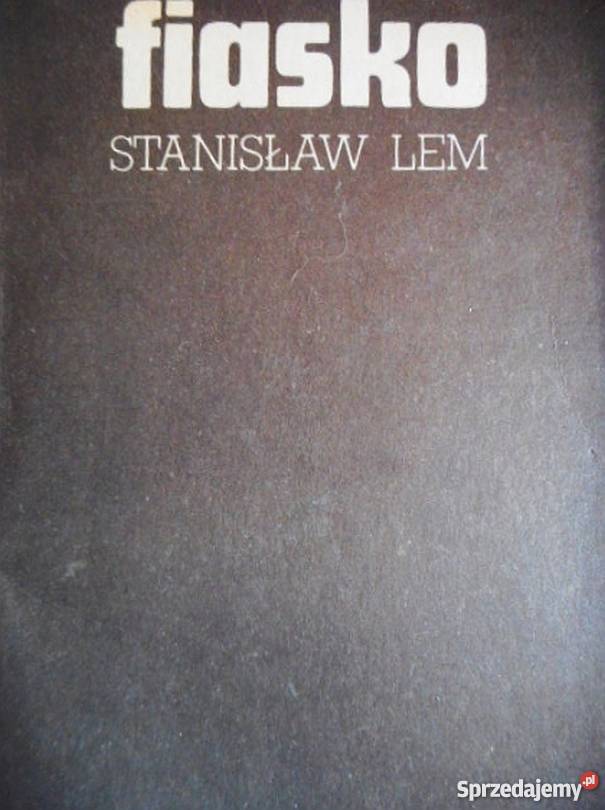 fiasko
STANISŁAW LEM
Sprzedajemy.pl